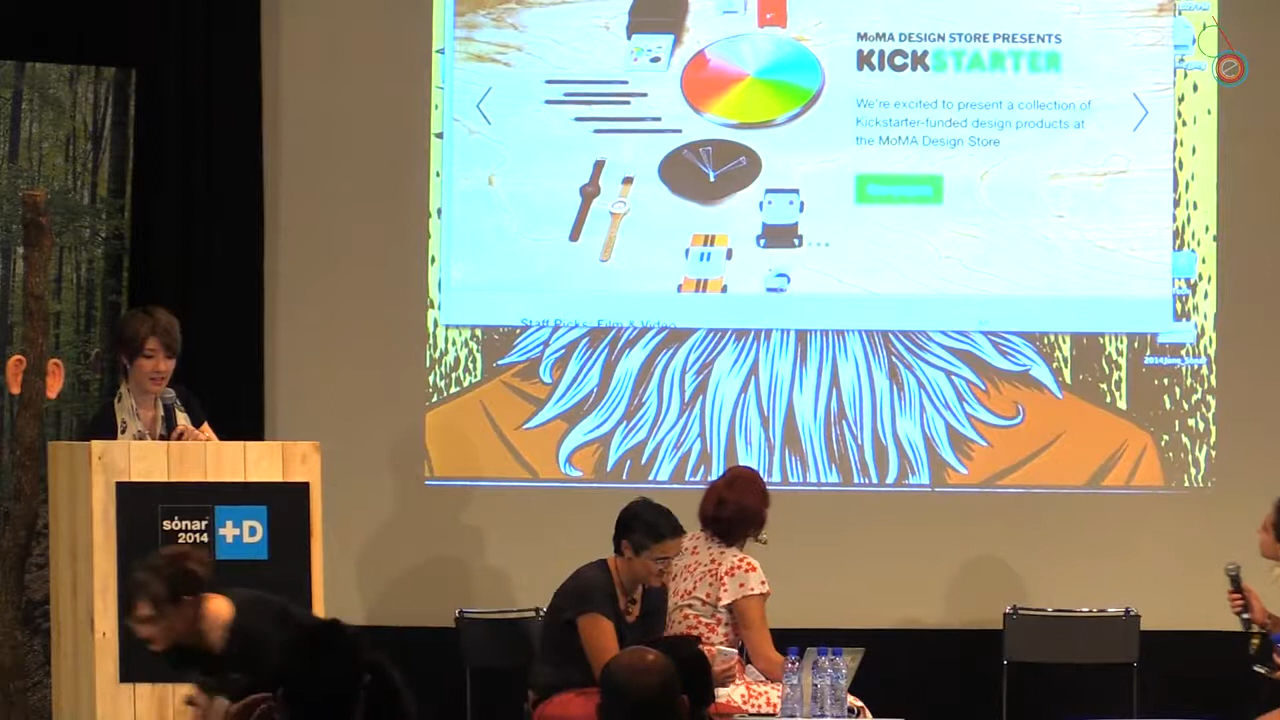 MoMA DESIGN STORE PRESENTS
KICKSTARTER
We're excited to present a collection of
Kickstarter-funded design products at
the MoMA Design Store
Staff Picks: Film & Video
sónar
2014
+D